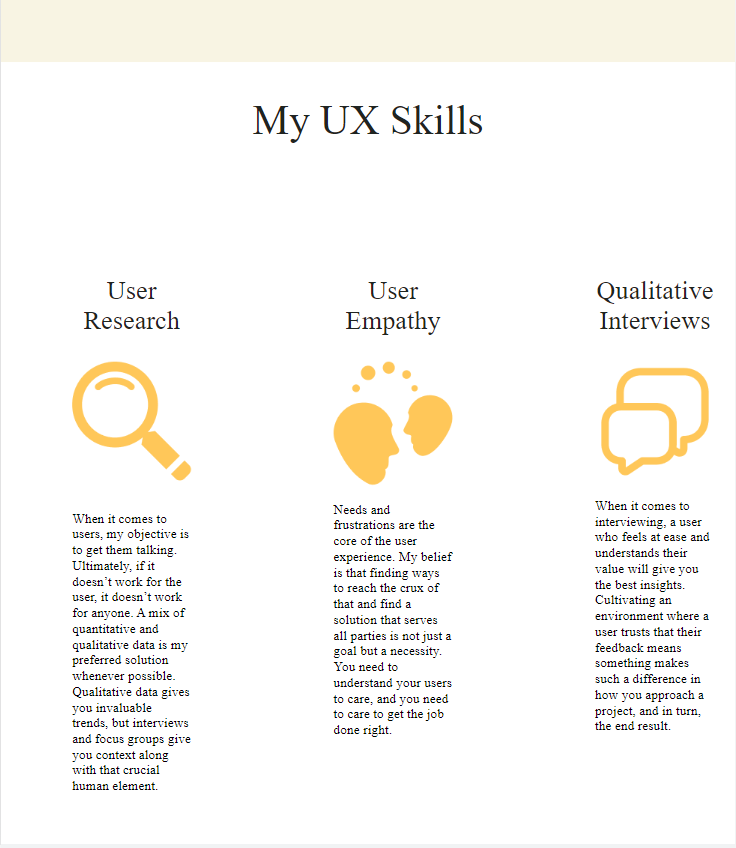 My UX Skills
User
Research
When it comes to
users, my objective is
to get them talking.
Ultimately, if it
doesn’t work for the
user, it doesn’t work
for anyone. A mix of
quantitative and
qualitative data is my
preferred solution
whenever possible.
Qualitative data gives
you invaluable
trends, but interviews
and focus groups give
you context along
with that crucial
human element.
User
Empathy
Needs and
frustrations are the
core of the user
experience. My belief
is that finding ways
to reach the crux of
that and find a
solution that serves
all parties is not just a
goal but a necessity.
You need to
understand your users
to care, and you need
to care to get the job
done right.
Qualitative
Interviews
When it comes to
interviewing, a user
who feels at ease and
understands their
value will give you
the best insights.
Cultivating an
environment where a
user trusts that their
feedback means
something makes
such a difference in
how you approach a
project, and in turn,
the end result.